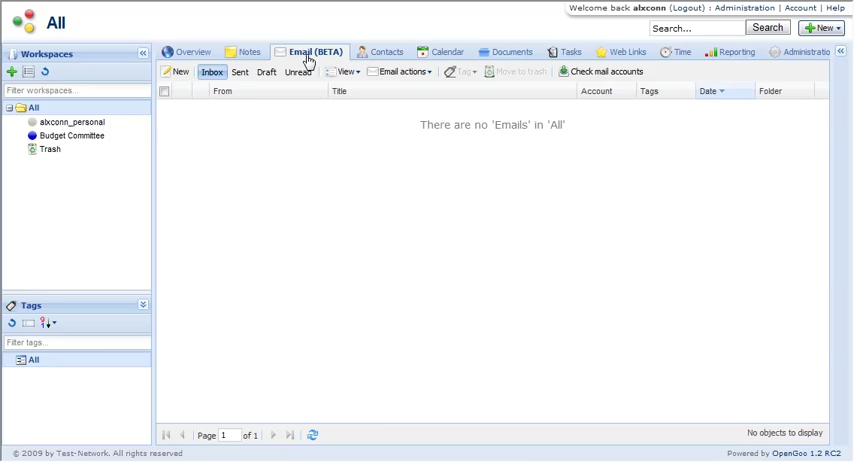 Welcome back alxconn (Logout) : Administration | Account | Help
All
Search...
Search
New
Workspaces
Filter workspaces...
All
alxconn_personal
Budget Committee
Trash
Tags
Filter tags...
All
Overview Notes Email (BETA) Contacts Calendar Documents Tasks Web Links Time Reporting Administratio
New Inbox Sent Draft Unread View Email actions Tag Move to trash Check mail accounts
From Title Account Tags Date Folder
There are no 'Emails' in 'All'
Page 1 of 1
No objects to display
© 2009 by Test-Network. All rights reserved
Powered by OpenGoo 1.2 RC2